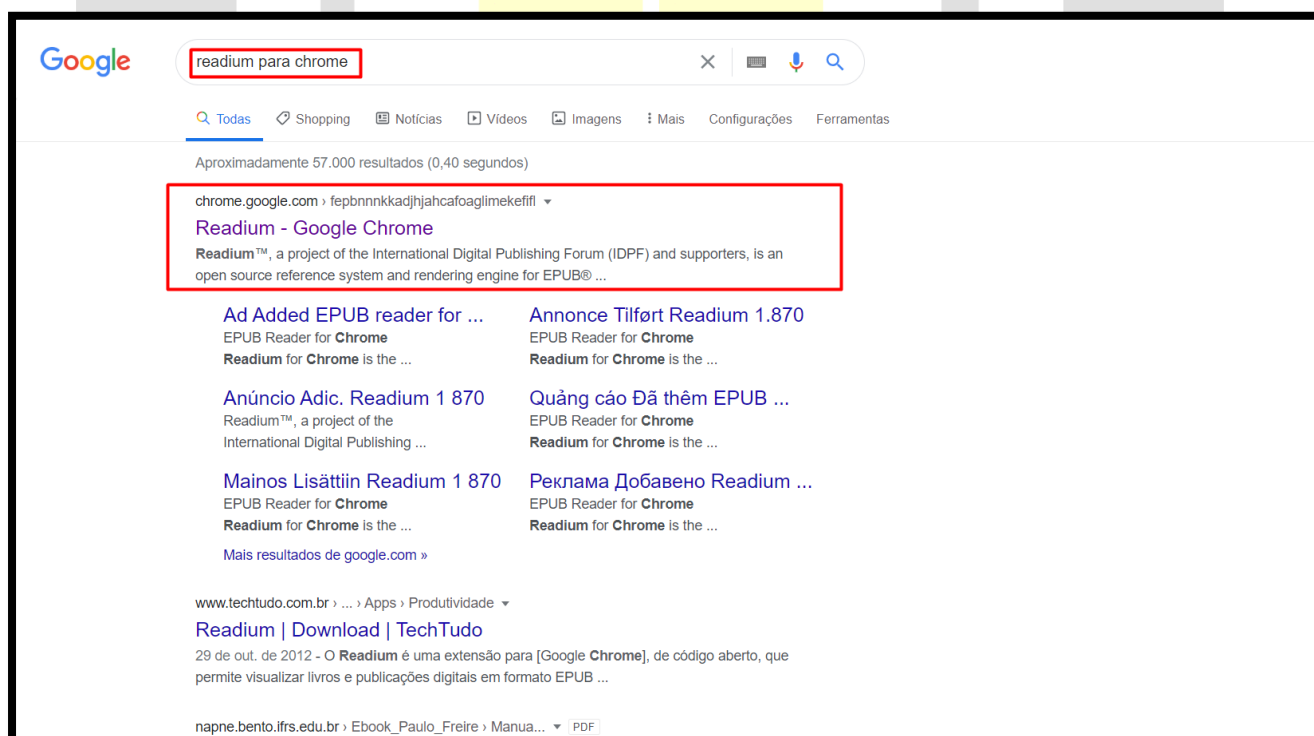 Google
readium para chrome
Todas Shopping Notícias Vídeos Imagens Mais Configurações Ferramentas
Aproximadamente 57.000 resultados (0,40 segundos)
chrome.google.com › fepbnnnkkadjhjahcafoaglimekefifl
Readium - Google Chrome
Readium™, a project of the International Digital Publishing Forum (IDPF) and supporters, is an
open source reference system and rendering engine for EPUB® ...
Ad Added EPUB reader for ...
EPUB Reader for Chrome
Readium for Chrome is the ...
Annonce Tilført Readium 1.870
EPUB Reader for Chrome
Readium for Chrome is the ...
Anúncio Adic. Readium 1 870
Readium™, a project of the
International Digital Publishing ...
Quảng cáo Đã thêm EPUB ...
EPUB Reader for Chrome
Readium for Chrome is the ...
Mainos Lisättiin Readium 1 870
EPUB Reader for Chrome
Readium for Chrome is the ...
Реклама Добавено Readium ...
EPUB Reader for Chrome
Readium for Chrome is the ...
Mais resultados de google.com »
www.techtudo.com.br › ... › Apps › Produtividade
Readium | Download | TechTudo
29 de out. de 2012 - O Readium é uma extensão para [Google Chrome], de código aberto, que
permite visualizar livros e publicações digitais em formato EPUB ...
napne.bento.ifrs.edu.br › Ebook_Paulo_Freire › Manua... PDF